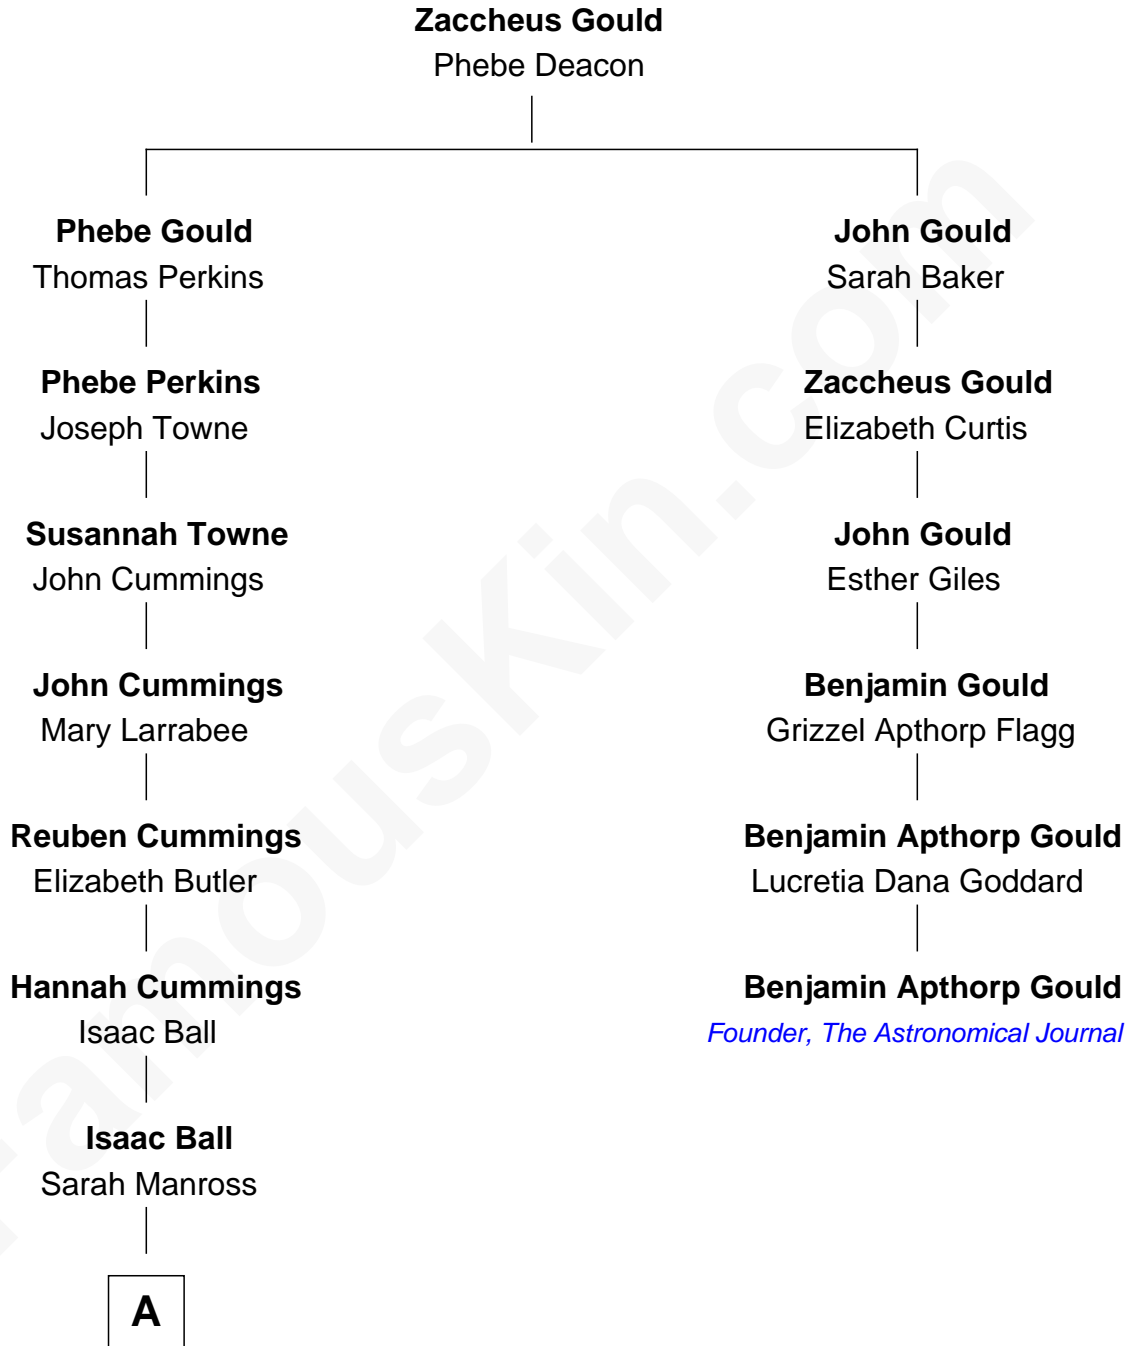 Zaccheus Gould
Phebe Deacon
Phebe Gould
Thomas Perkins
Phebe Perkins
Joseph Towne
Susannah Towne
John Cummings
John Cummings
Mary Larrabee
Reuben Cummings
Elizabeth Butler
Hannah Cummings
Isaac Ball
Isaac Ball
Sarah Manross
A
John Gould
Sarah Baker
Zaccheus Gould
Elizabeth Curtis
John Gould
Esther Giles
Benjamin Gould
Grizzel Apthorp Flagg
Benjamin Apthorp Gould
Lucretia Dana Goddard
Benjamin Apthorp Gould
Founder, The Astronomical Journal
FamousKin.com